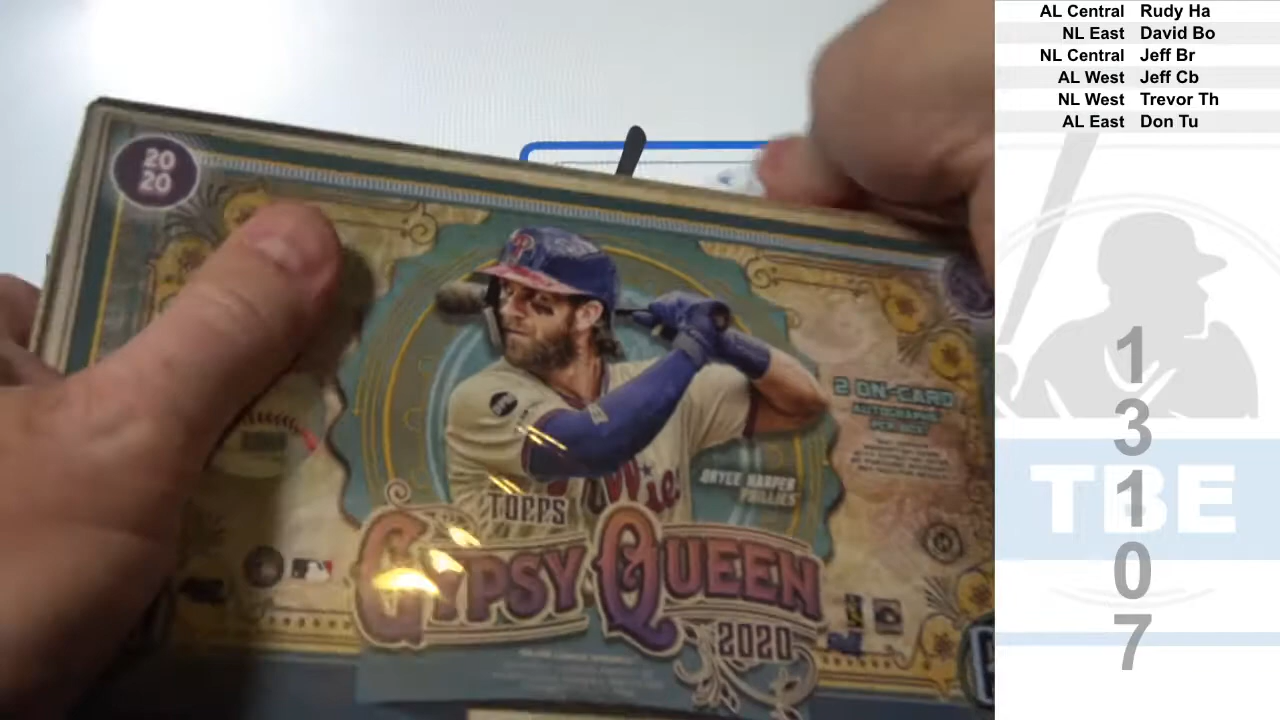 AL Central Rudy Ha
NL East David Bo
NL Central Jeff Br
AL West Jeff Cb
NL West Trevor Th
AL East Don Tu
20
20
2 ON-CARD
AUTOGRAPHS
PER BOX
BRYCE HARPER
PHILLIES
TOPPS
GYPSY QUEEN
2020
TBE
1
3
1
0
7